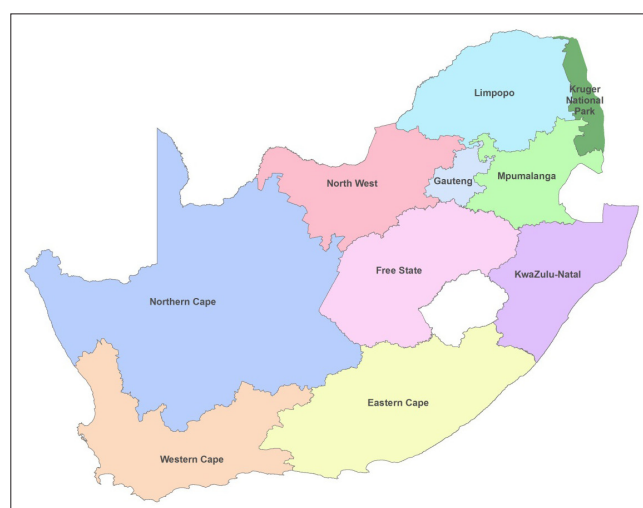 Limpopo
Kruger
National
Park
North West
Gauteng
Mpumalanga
Free State
KwaZulu-Natal
Northern Cape
Eastern Cape
Western Cape